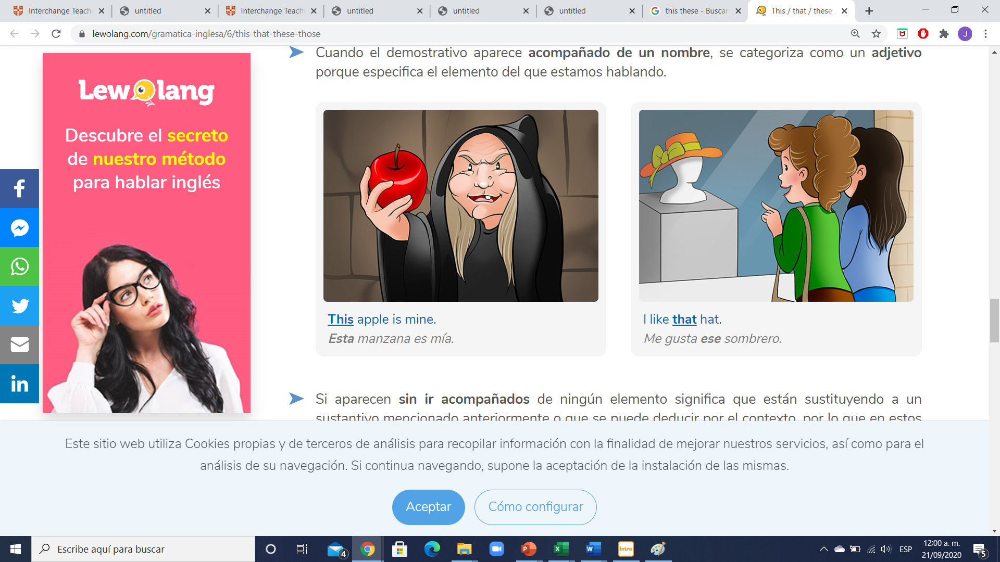 Interchange Teache
untitled
Interchange Teache
untitled
untitled
untitled
this these - Buscar
This / that / these /
lewolang.com/gramatica-inglesa/6/this-that-these-those
J
Cuando el demostrativo aparece acompañado de un nombre, se categoriza como un adjetivo
porque especifica el elemento del que estamos hablando.
Lewolang
Descubre el secreto
de nuestro método
para hablar inglés
This apple is mine.
Esta manzana es mía.
I like that hat.
Me gusta ese sombrero.
Si aparecen sin ir acompañados de ningún elemento significa que están sustituyendo a un
sustantivo mencionado anteriormente o que se puede deducir por el contexto, por lo que en estos
Este sitio web utiliza Cookies propias y de terceros de análisis para recopilar información con la finalidad de mejorar nuestros servicios, así como para el
análisis de su navegación. Si continua navegando, supone la aceptación de la instalación de las mismas.
Aceptar
Cómo configurar
Escribe aquí para buscar
4
Intro
ESP
12:00 a. m.
21/09/2020
5